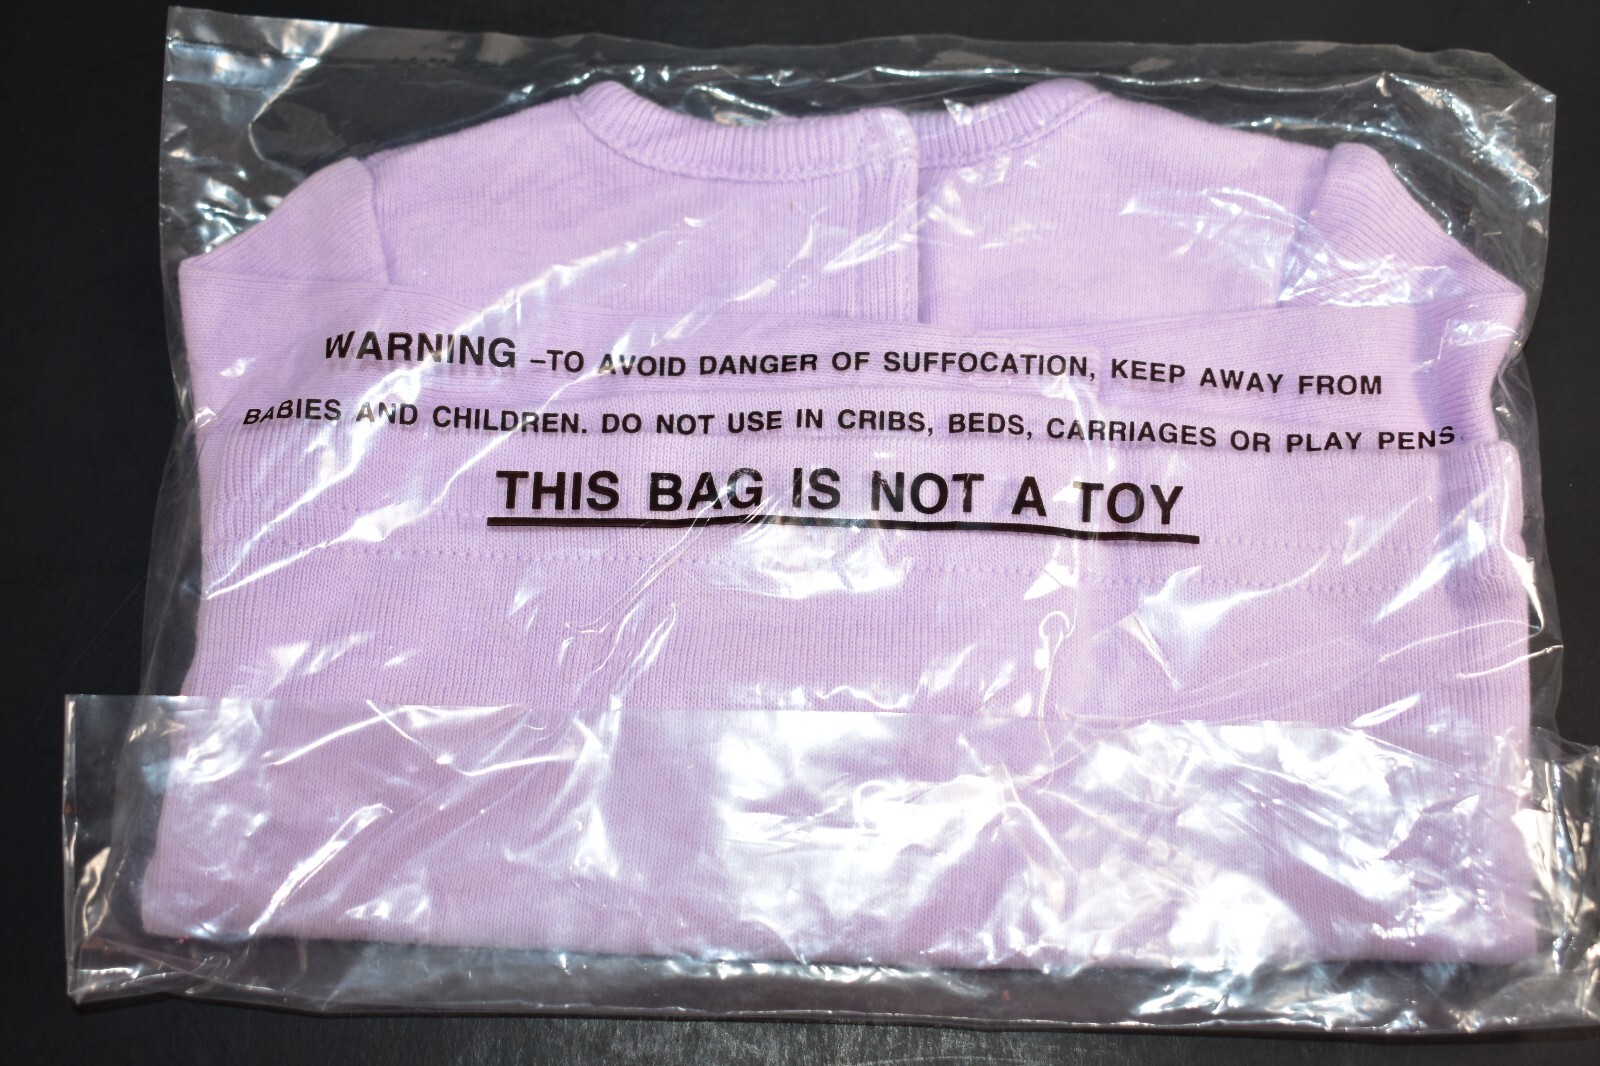 WARNING –TO AVOID DANGER OF SUFFOCATION, KEEP AWAY FROM
BABIES AND CHILDREN. DO NOT USE IN CRIBS, BEDS, CARRIAGES OR PLAY PENS.
THIS BAG IS NOT A TOY